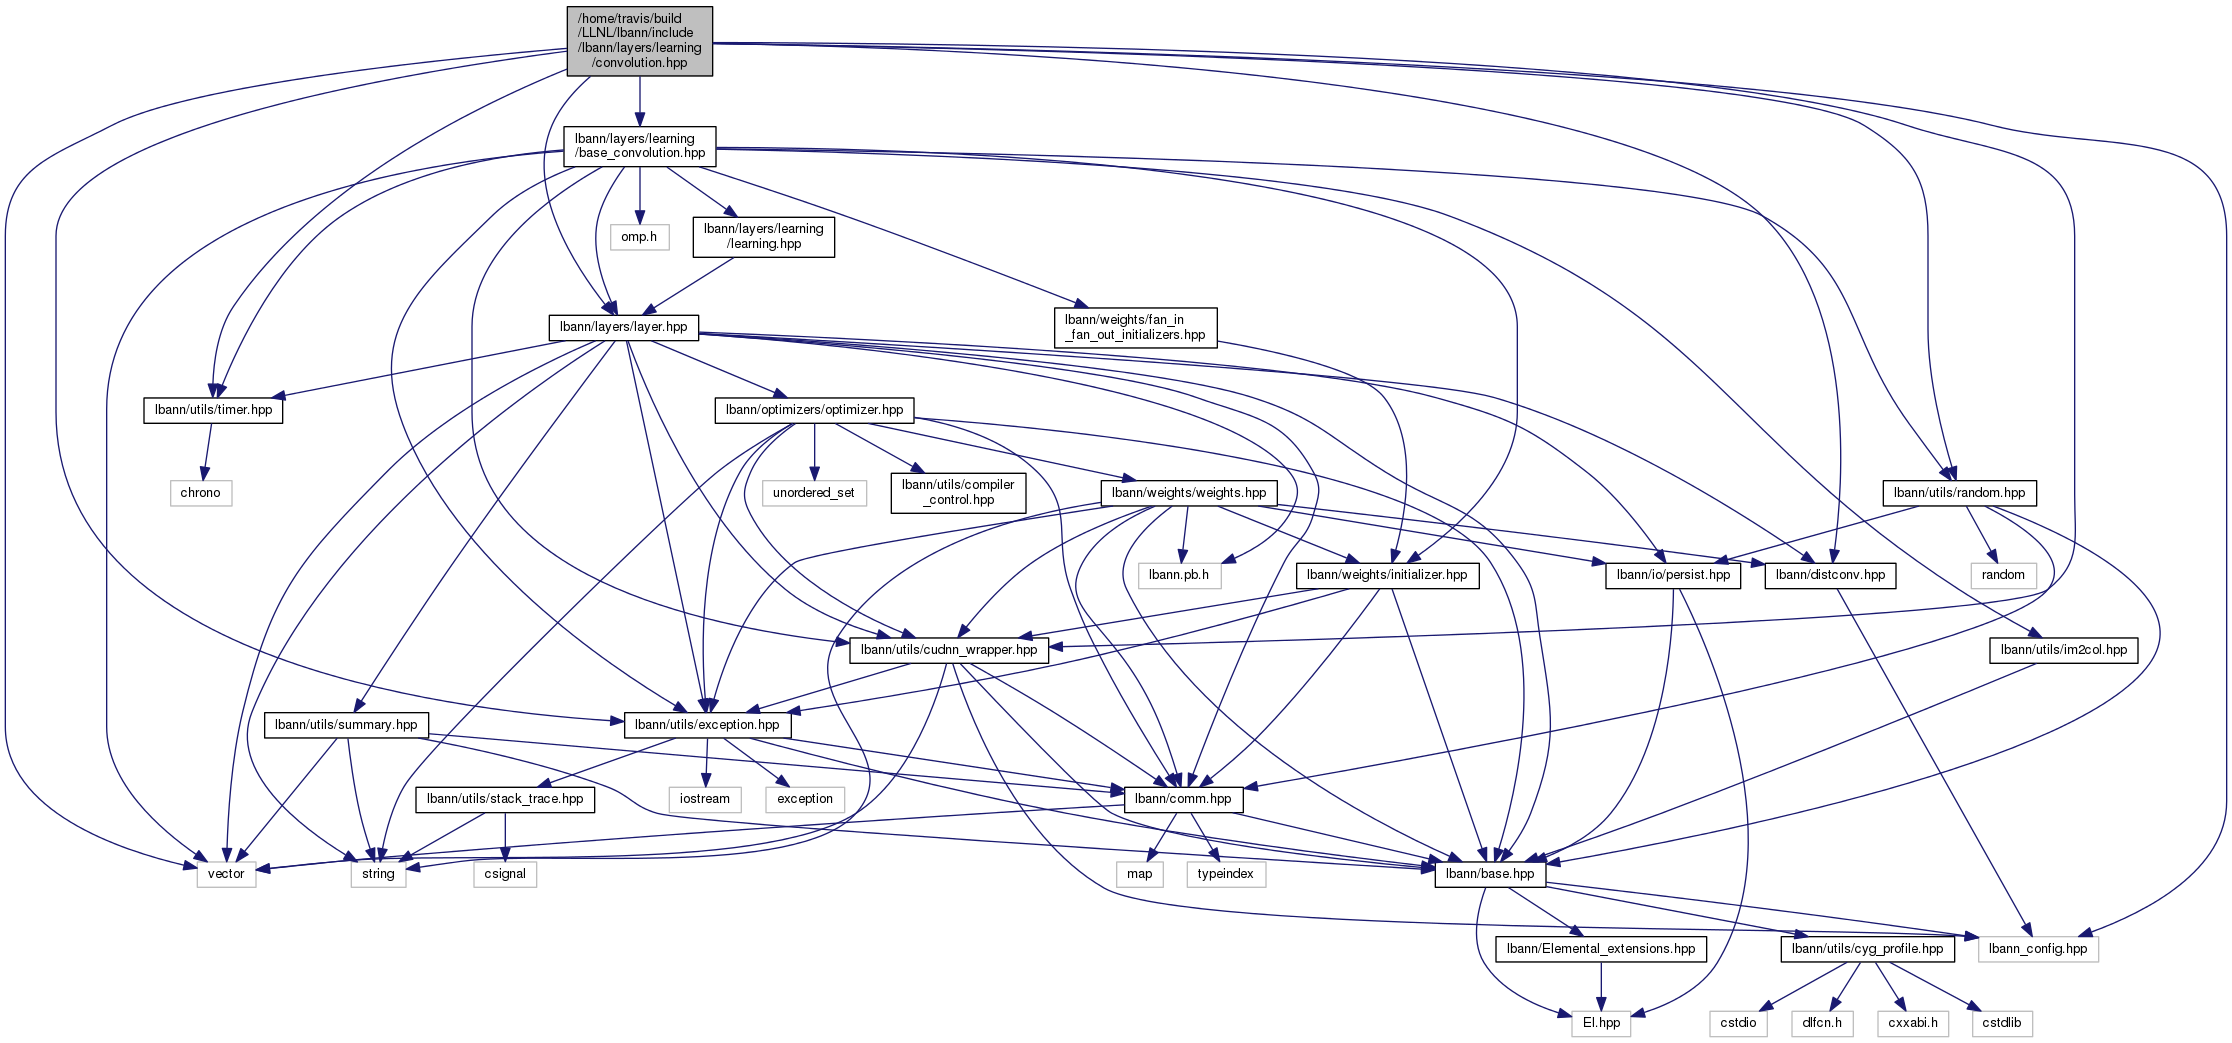 /home/travis/build
/LLNL/lbann/include
/lbann/layers/learning
/convolution.hpp
lbann/layers/learning
/base_convolution.hpp
omp.h
lbann/layers/learning
/learning.hpp
lbann/layers/layer.hpp
lbann/weights/fan_in
_fan_out_initializers.hpp
lbann/utils/timer.hpp
lbann/optimizers/optimizer.hpp
chrono
unordered_set
lbann/utils/compiler
_control.hpp
lbann/weights/weights.hpp
lbann/utils/random.hpp
lbann.pb.h
lbann/weights/initializer.hpp
lbann/io/persist.hpp
lbann/distconv.hpp
random
lbann/utils/cudnn_wrapper.hpp
lbann/utils/im2col.hpp
lbann/utils/summary.hpp
lbann/utils/exception.hpp
lbann/utils/stack_trace.hpp
iostream
exception
lbann/comm.hpp
vector
string
csignal
map
typeindex
lbann/base.hpp
lbann/Elemental_extensions.hpp
lbann/utils/cyg_profile.hpp
lbann_config.hpp
El.hpp
cstdio
dlfcn.h
cxxabi.h
cstdlib